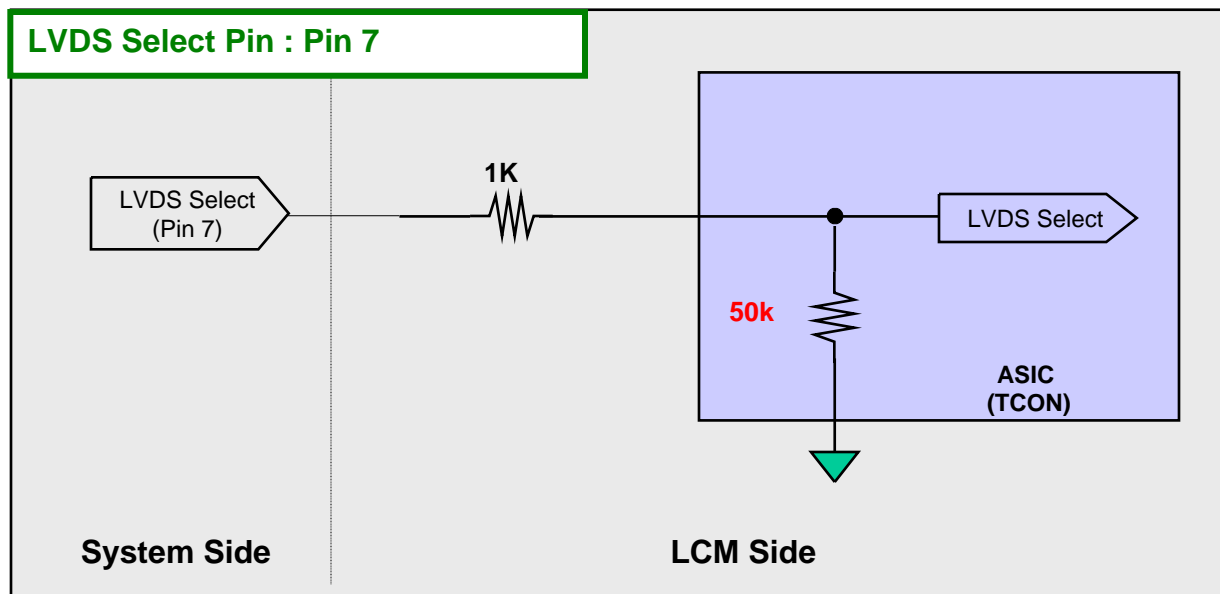 LVDS Select Pin : Pin 7
1K
LVDS Select
(Pin 7)
LVDS Select
50k
ASIC
(TCON)
System Side
LCM Side